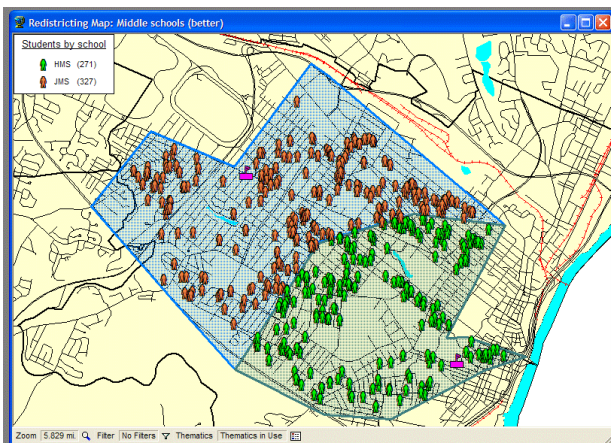 Redistricting Map: Middle schools (better)
Students by school
HMS (271)
JMS (327)
Zoom 5.829 mi. Filter No Filters Thematics Thematics in Use